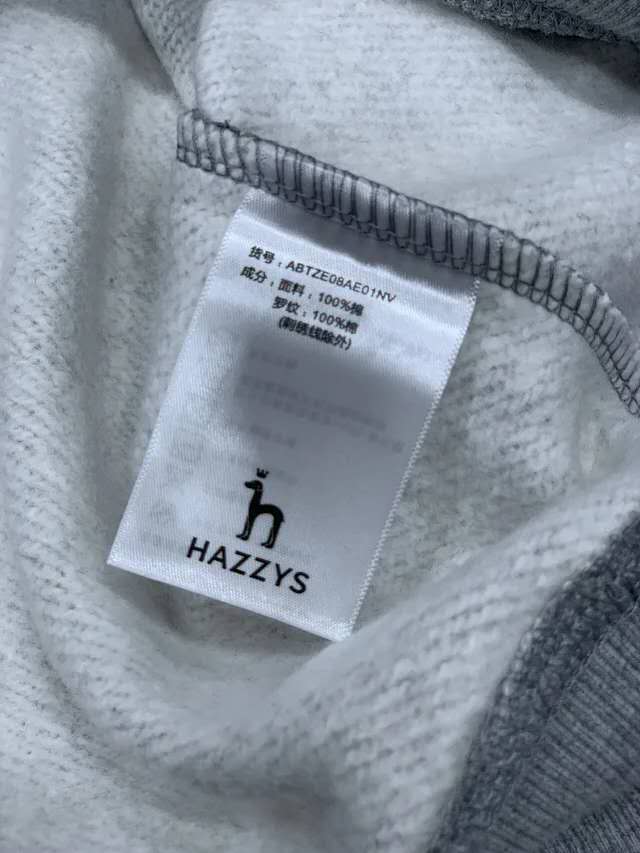 货号：ABTZE08AE01NV
成分：面料：100%棉
罗纹：100%棉
(刺绣线除外)
HAZZYS